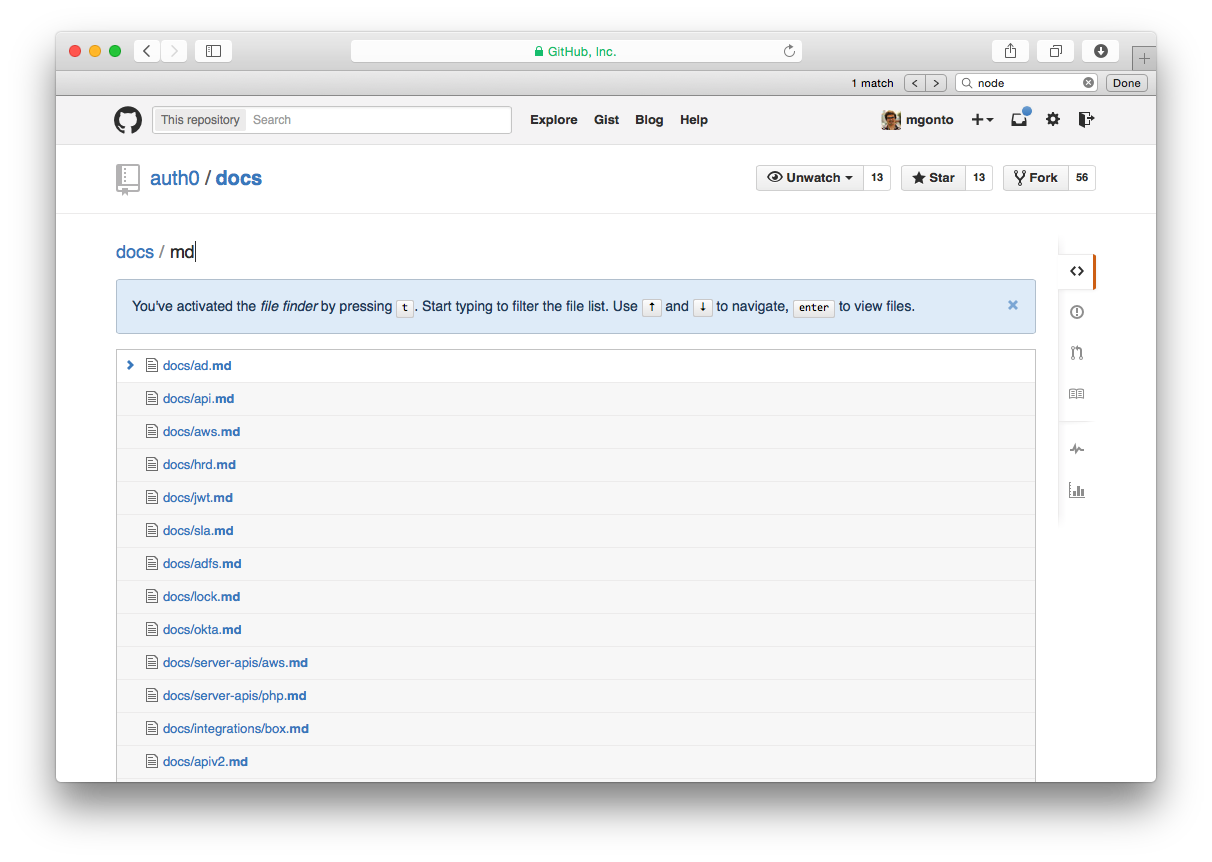 GitHub, Inc.
1 match < > node Done
This repository Search Explore Gist Blog Help mgonto
auth0 / docs Unwatch 13 Star 13 Fork 56
docs / md
You've activated the file finder by pressing t. Start typing to filter the file list. Use ↑ and ↓ to navigate, enter to view files.
docs/ad.md
docs/api.md
docs/aws.md
docs/hrd.md
docs/jwt.md
docs/sla.md
docs/adfs.md
docs/lock.md
docs/okta.md
docs/server-apis/aws.md
docs/server-apis/php.md
docs/integrations/box.md
docs/apiv2.md